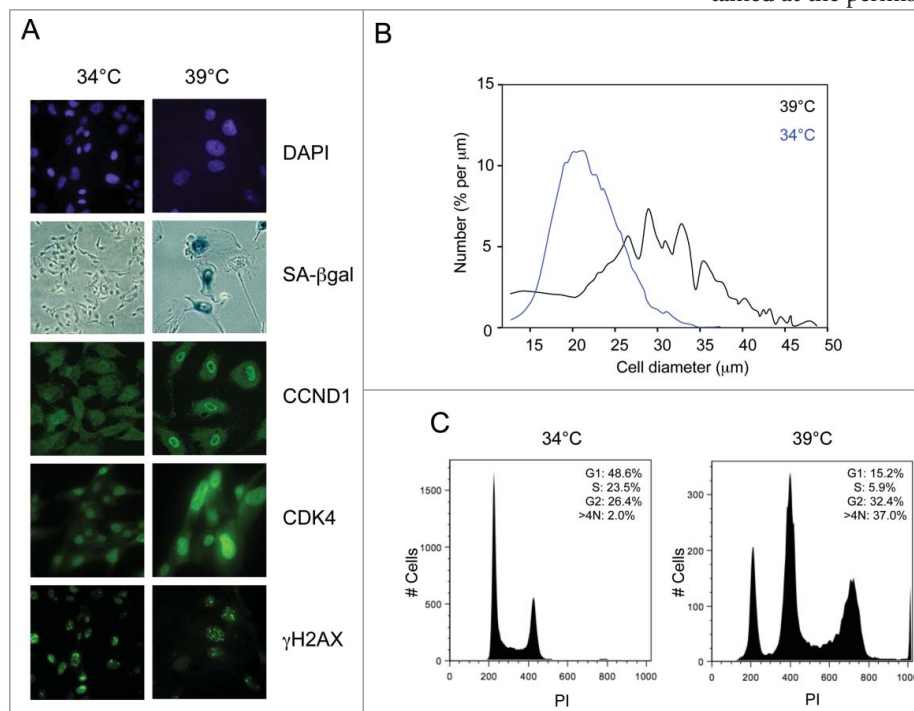 A
34°C 39°C
DAPI
SA-βgal
CCND1
CDK4
γH2AX
B
15
10
5
0
Number (% per μm)
39°C
34°C
15 20 25 30 35 40 45 50
Cell diameter (μm)
C
34°C
G1: 48.6%
S: 23.5%
G2: 26.4%
>4N: 2.0%
1500
1000
500
0
# Cells
0 200 400 600 800 1000
PI
39°C
G1: 15.2%
S: 5.9%
G2: 32.4%
>4N: 37.0%
300
200
100
0
# Cells
0 200 400 600 800 1000
PI